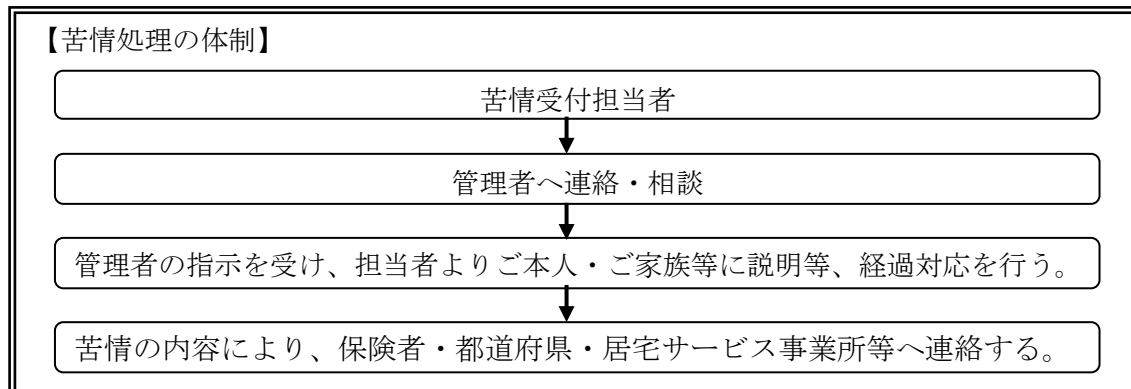 【苦情処理の体制】
苦情受付担当者
管理者へ連絡・相談
管理者の指示を受け、担当者よりご本人・ご家族等に説明等、経過対応を行う。
苦情の内容により、保険者・都道府県・居宅サービス事業所等へ連絡する。